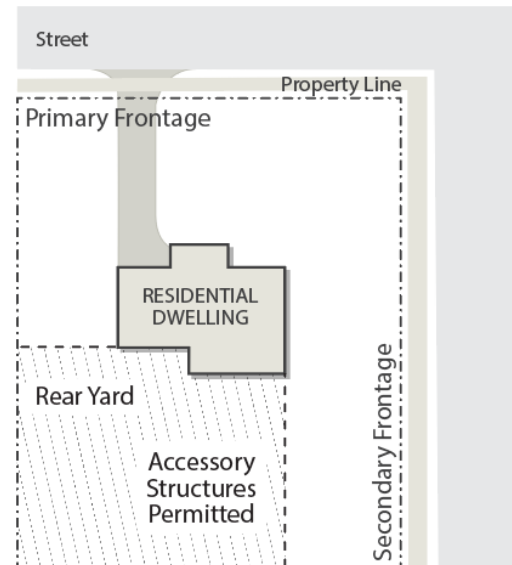 Street
Property Line
Primary Frontage
RESIDENTIAL
DWELLING
Rear Yard
Accessory
Structures
Permitted
Secondary Frontage